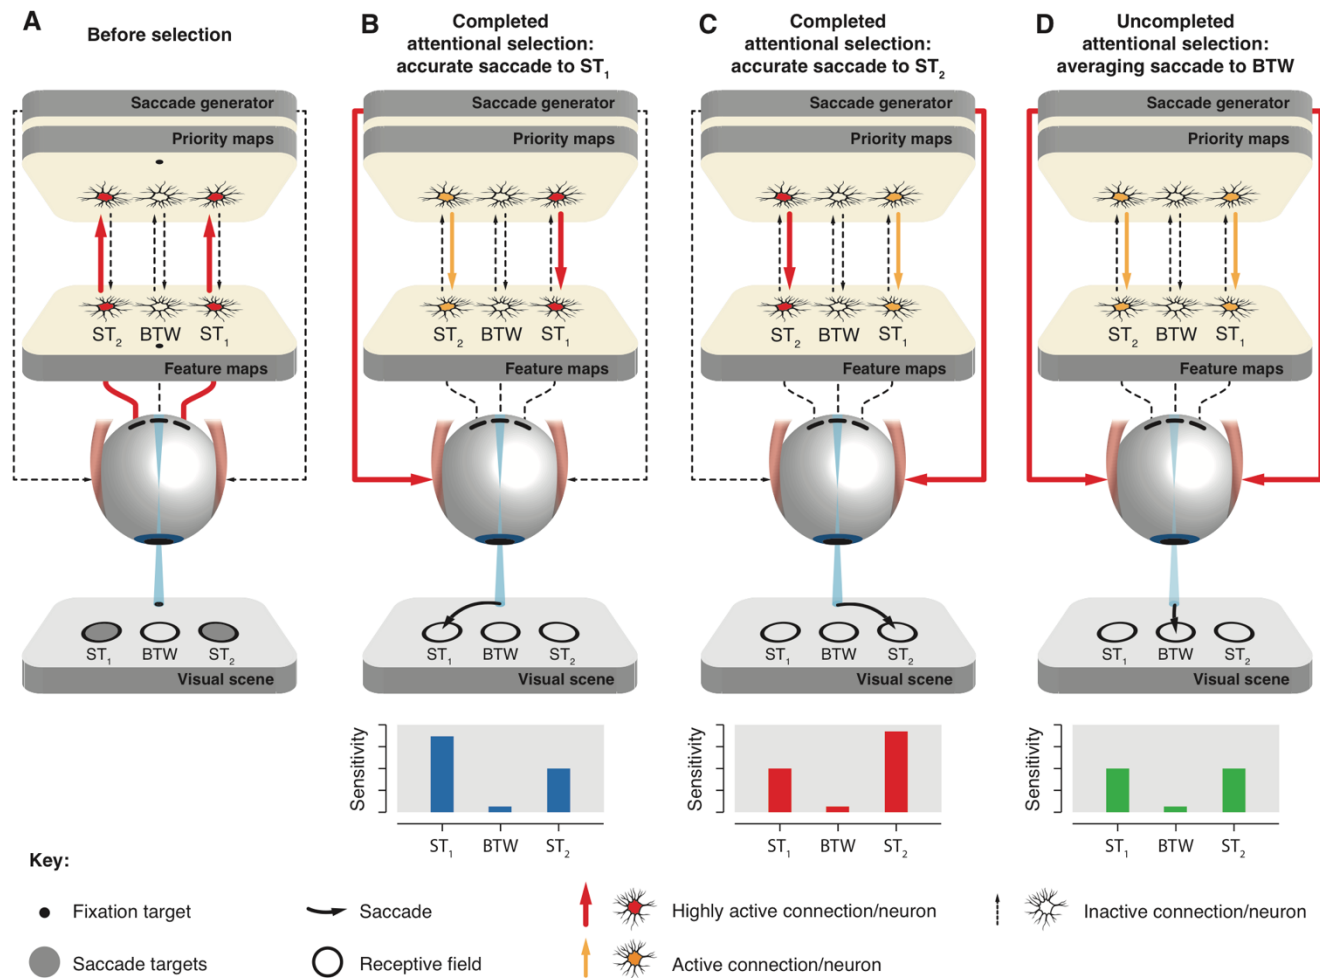 A
Before selection
Saccade generator
Priority maps
ST2 BTW ST1
Feature maps
ST1 BTW ST2
Visual scene
B
Completed
attentional selection:
accurate saccade to ST1
Saccade generator
Priority maps
ST2 BTW ST1
Feature maps
ST1 BTW ST2
Visual scene
Sensitivity
ST1 BTW ST2
C
Completed
attentional selection:
accurate saccade to ST2
Saccade generator
Priority maps
ST2 BTW ST1
Feature maps
ST1 BTW ST2
Visual scene
Sensitivity
ST1 BTW ST2
D
Uncompleted
attentional selection:
averaging saccade to BTW
Saccade generator
Priority maps
ST2 BTW ST1
Feature maps
ST1 BTW ST2
Visual scene
Sensitivity
ST1 BTW ST2
Key:
Fixation target
Saccade
Highly active connection/neuron
Inactive connection/neuron
Saccade targets
Receptive field
Active connection/neuron